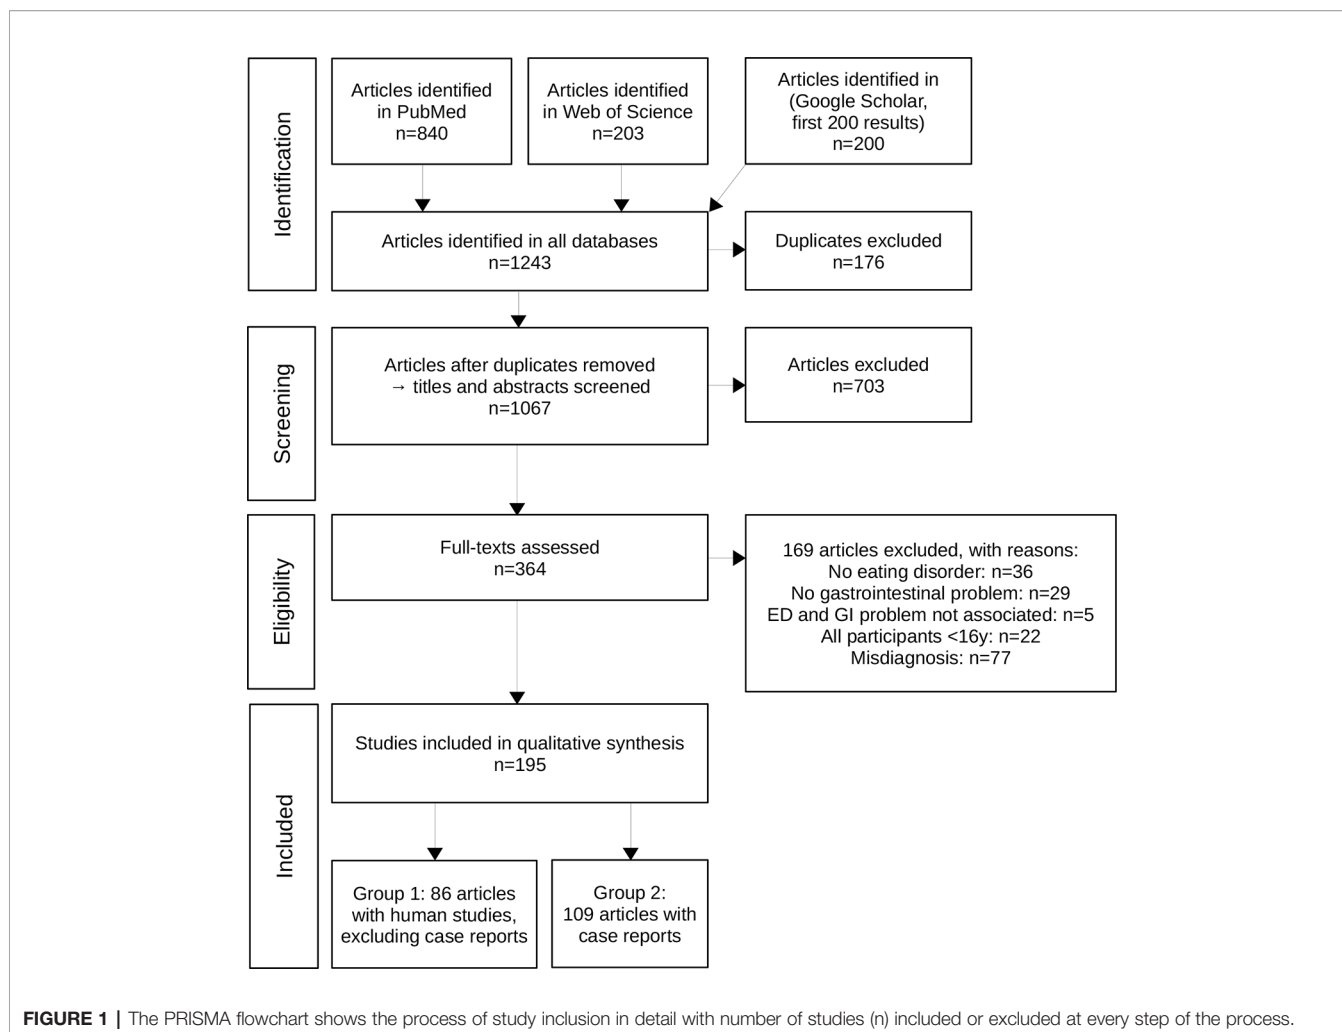 Identification
Articles identified
in PubMed
n=840
Articles identified
in Web of Science
n=203
Articles identified in
(Google Scholar,
first 200 results)
n=200
Articles identified in all databases
n=1243
Duplicates excluded
n=176
Screening
Articles after duplicates removed
→ titles and abstracts screened
n=1067
Articles excluded
n=703
Eligibility
Full-texts assessed
n=364
169 articles excluded, with reasons:
No eating disorder: n=36
No gastrointestinal problem: n=29
ED and GI problem not associated: n=5
All participants <16y: n=22
Misdiagnosis: n=77
Included
Studies included in qualitative synthesis
n=195
Group 1: 86 articles
with human studies,
excluding case reports
Group 2:
109 articles with
case reports
FIGURE 1 | The PRISMA flowchart shows the process of study inclusion in detail with number of studies (n) included or excluded at every step of the process.